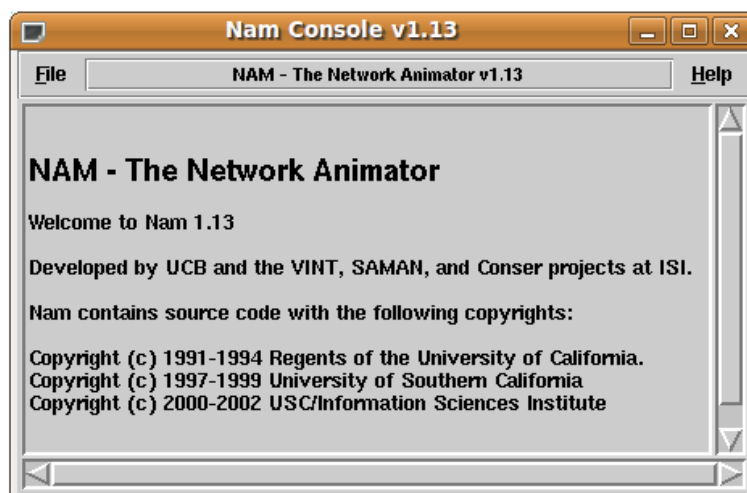 Nam Console v1.13
File NAM - The Network Animator v1.13 Help
NAM - The Network Animator
Welcome to Nam 1.13
Developed by UCB and the VINT, SAMAN, and Conser projects at ISI.
Nam contains source code with the following copyrights:
Copyright (c) 1991-1994 Regents of the University of California.
Copyright (c) 1997-1999 University of Southern California
Copyright (c) 2000-2002 USC/Information Sciences Institute